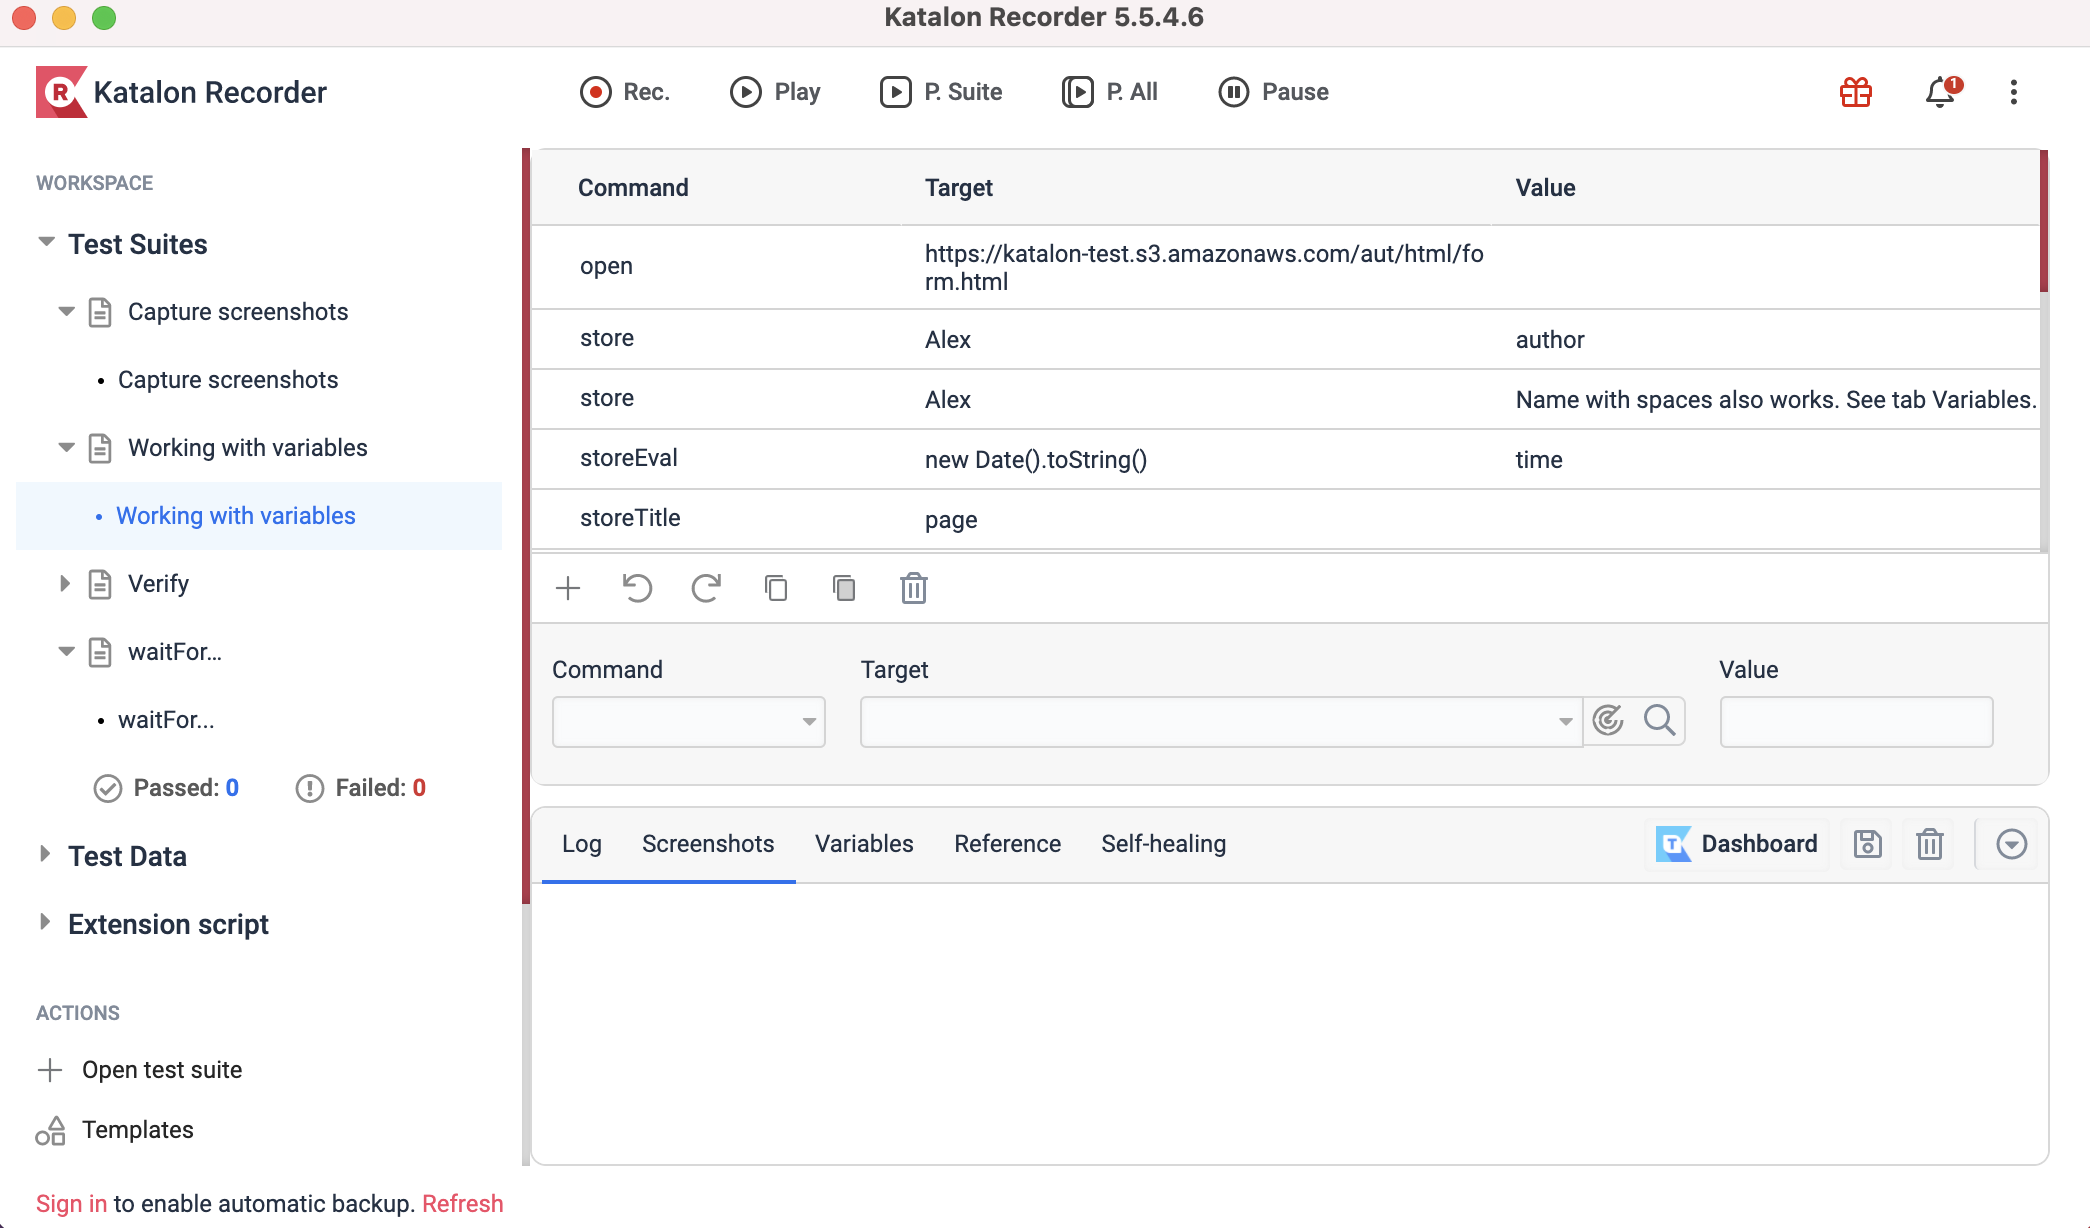 Katalon Recorder 5.5.4.6
R Katalon Recorder
Rec. Play P. Suite P. All Pause
1
WORKSPACE
Test Suites
Capture screenshots
• Capture screenshots
Working with variables
• Working with variables
Verify
waitFor...
• waitFor...
Passed: 0 Failed: 0
Test Data
Extension script
ACTIONS
Open test suite
Templates
Sign in to enable automatic backup. Refresh
Command Target Value
open https://katalon-test.s3.amazonaws.com/aut/html/fo
rm.html
store Alex author
store Alex Name with spaces also works. See tab Variables.
storeEval new Date().toString() time
storeTitle page
Command Target Value
Log Screenshots Variables Reference Self-healing T Dashboard